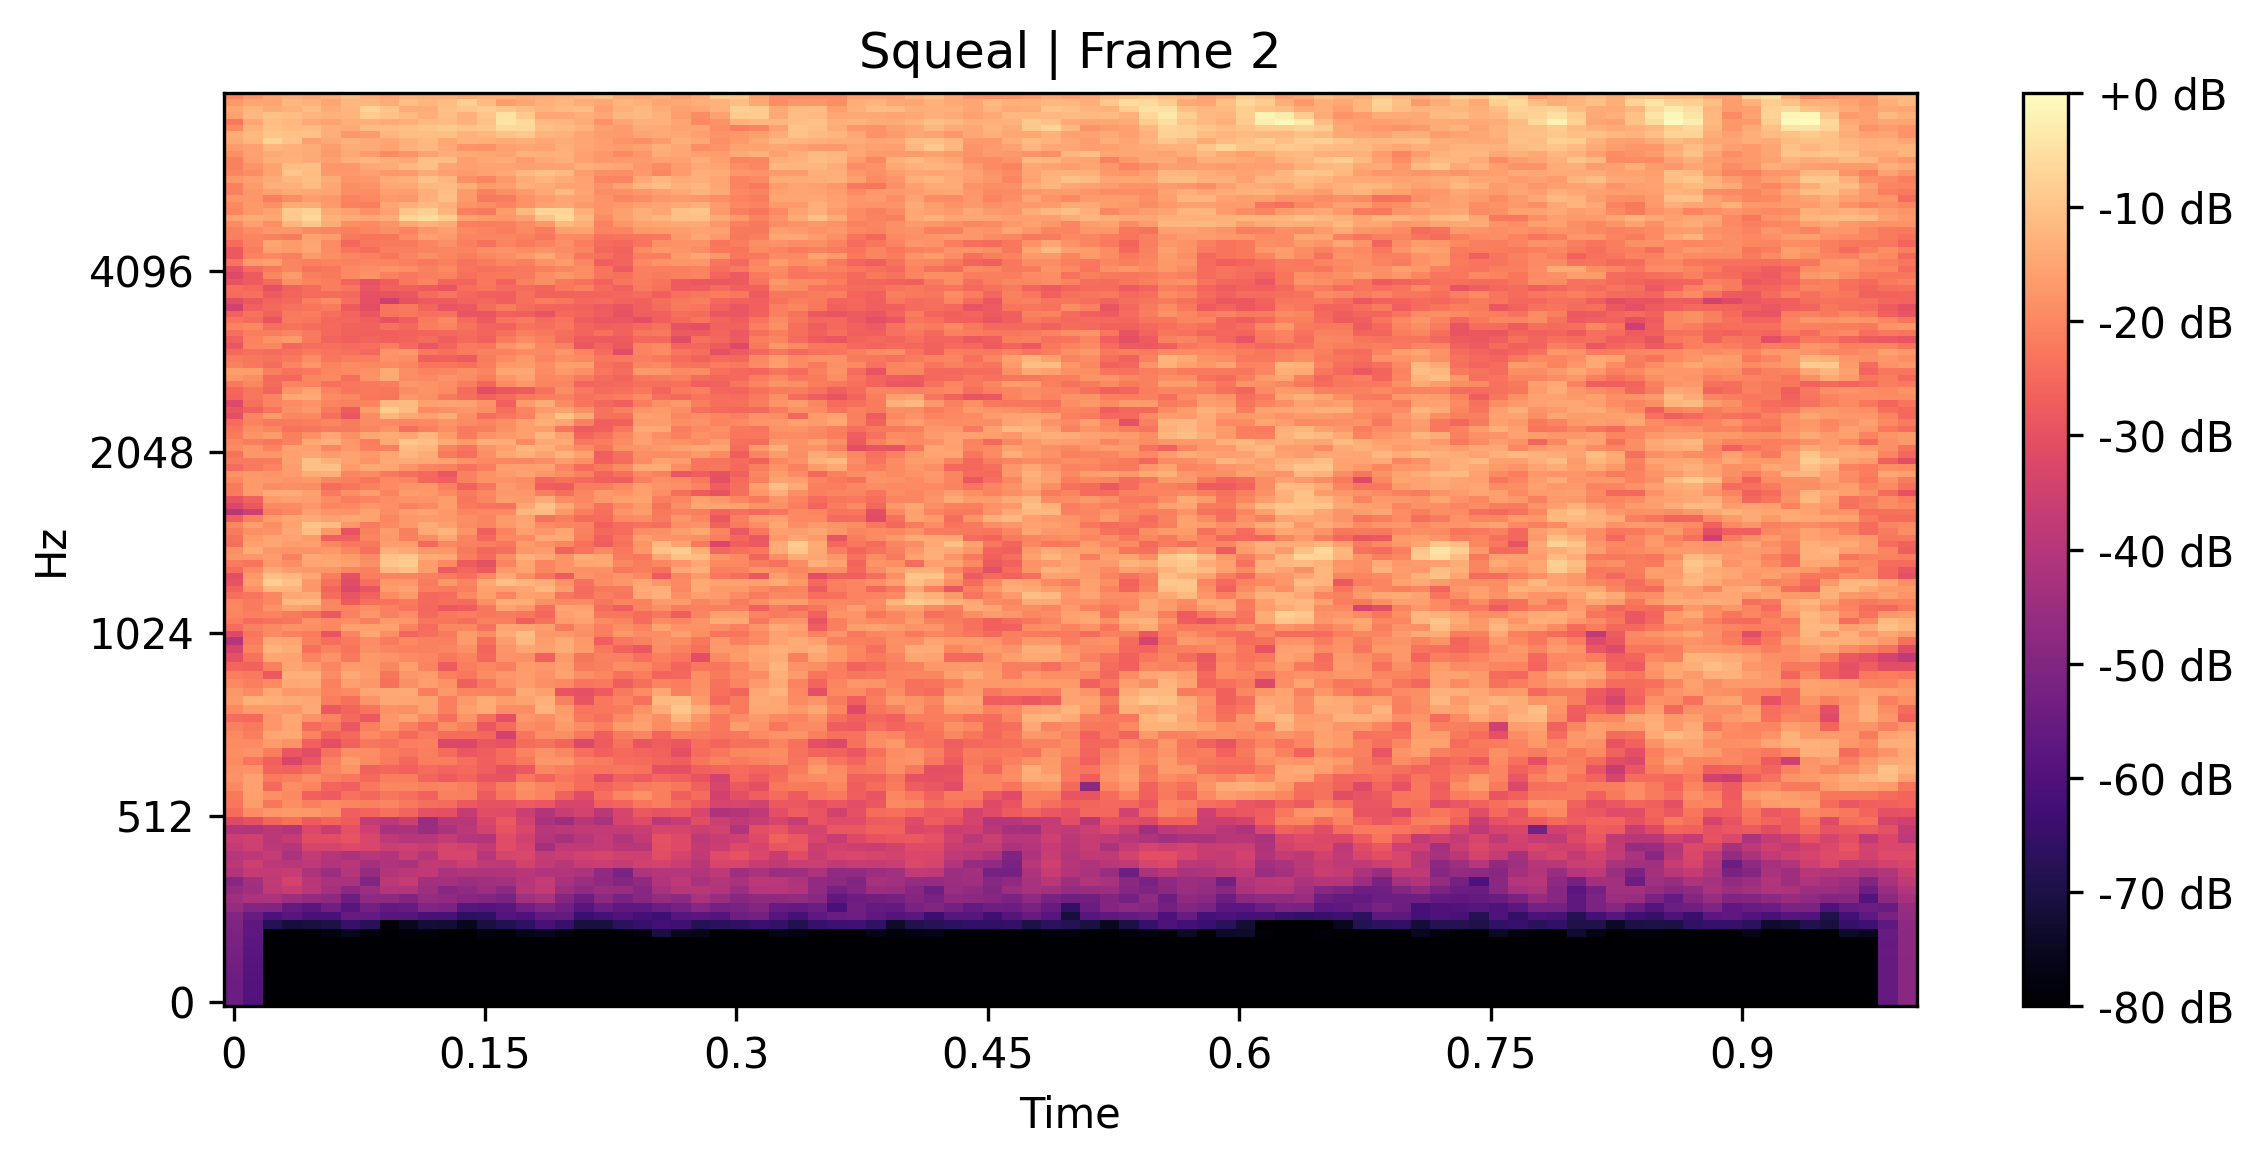 Squeal | Frame 2
+0 dB
-10 dB
-20 dB
-30 dB
-40 dB
-50 dB
-60 dB
-70 dB
-80 dB
Hz
4096
2048
1024
512
0
0 0.15 0.3 0.45 0.6 0.75 0.9
Time